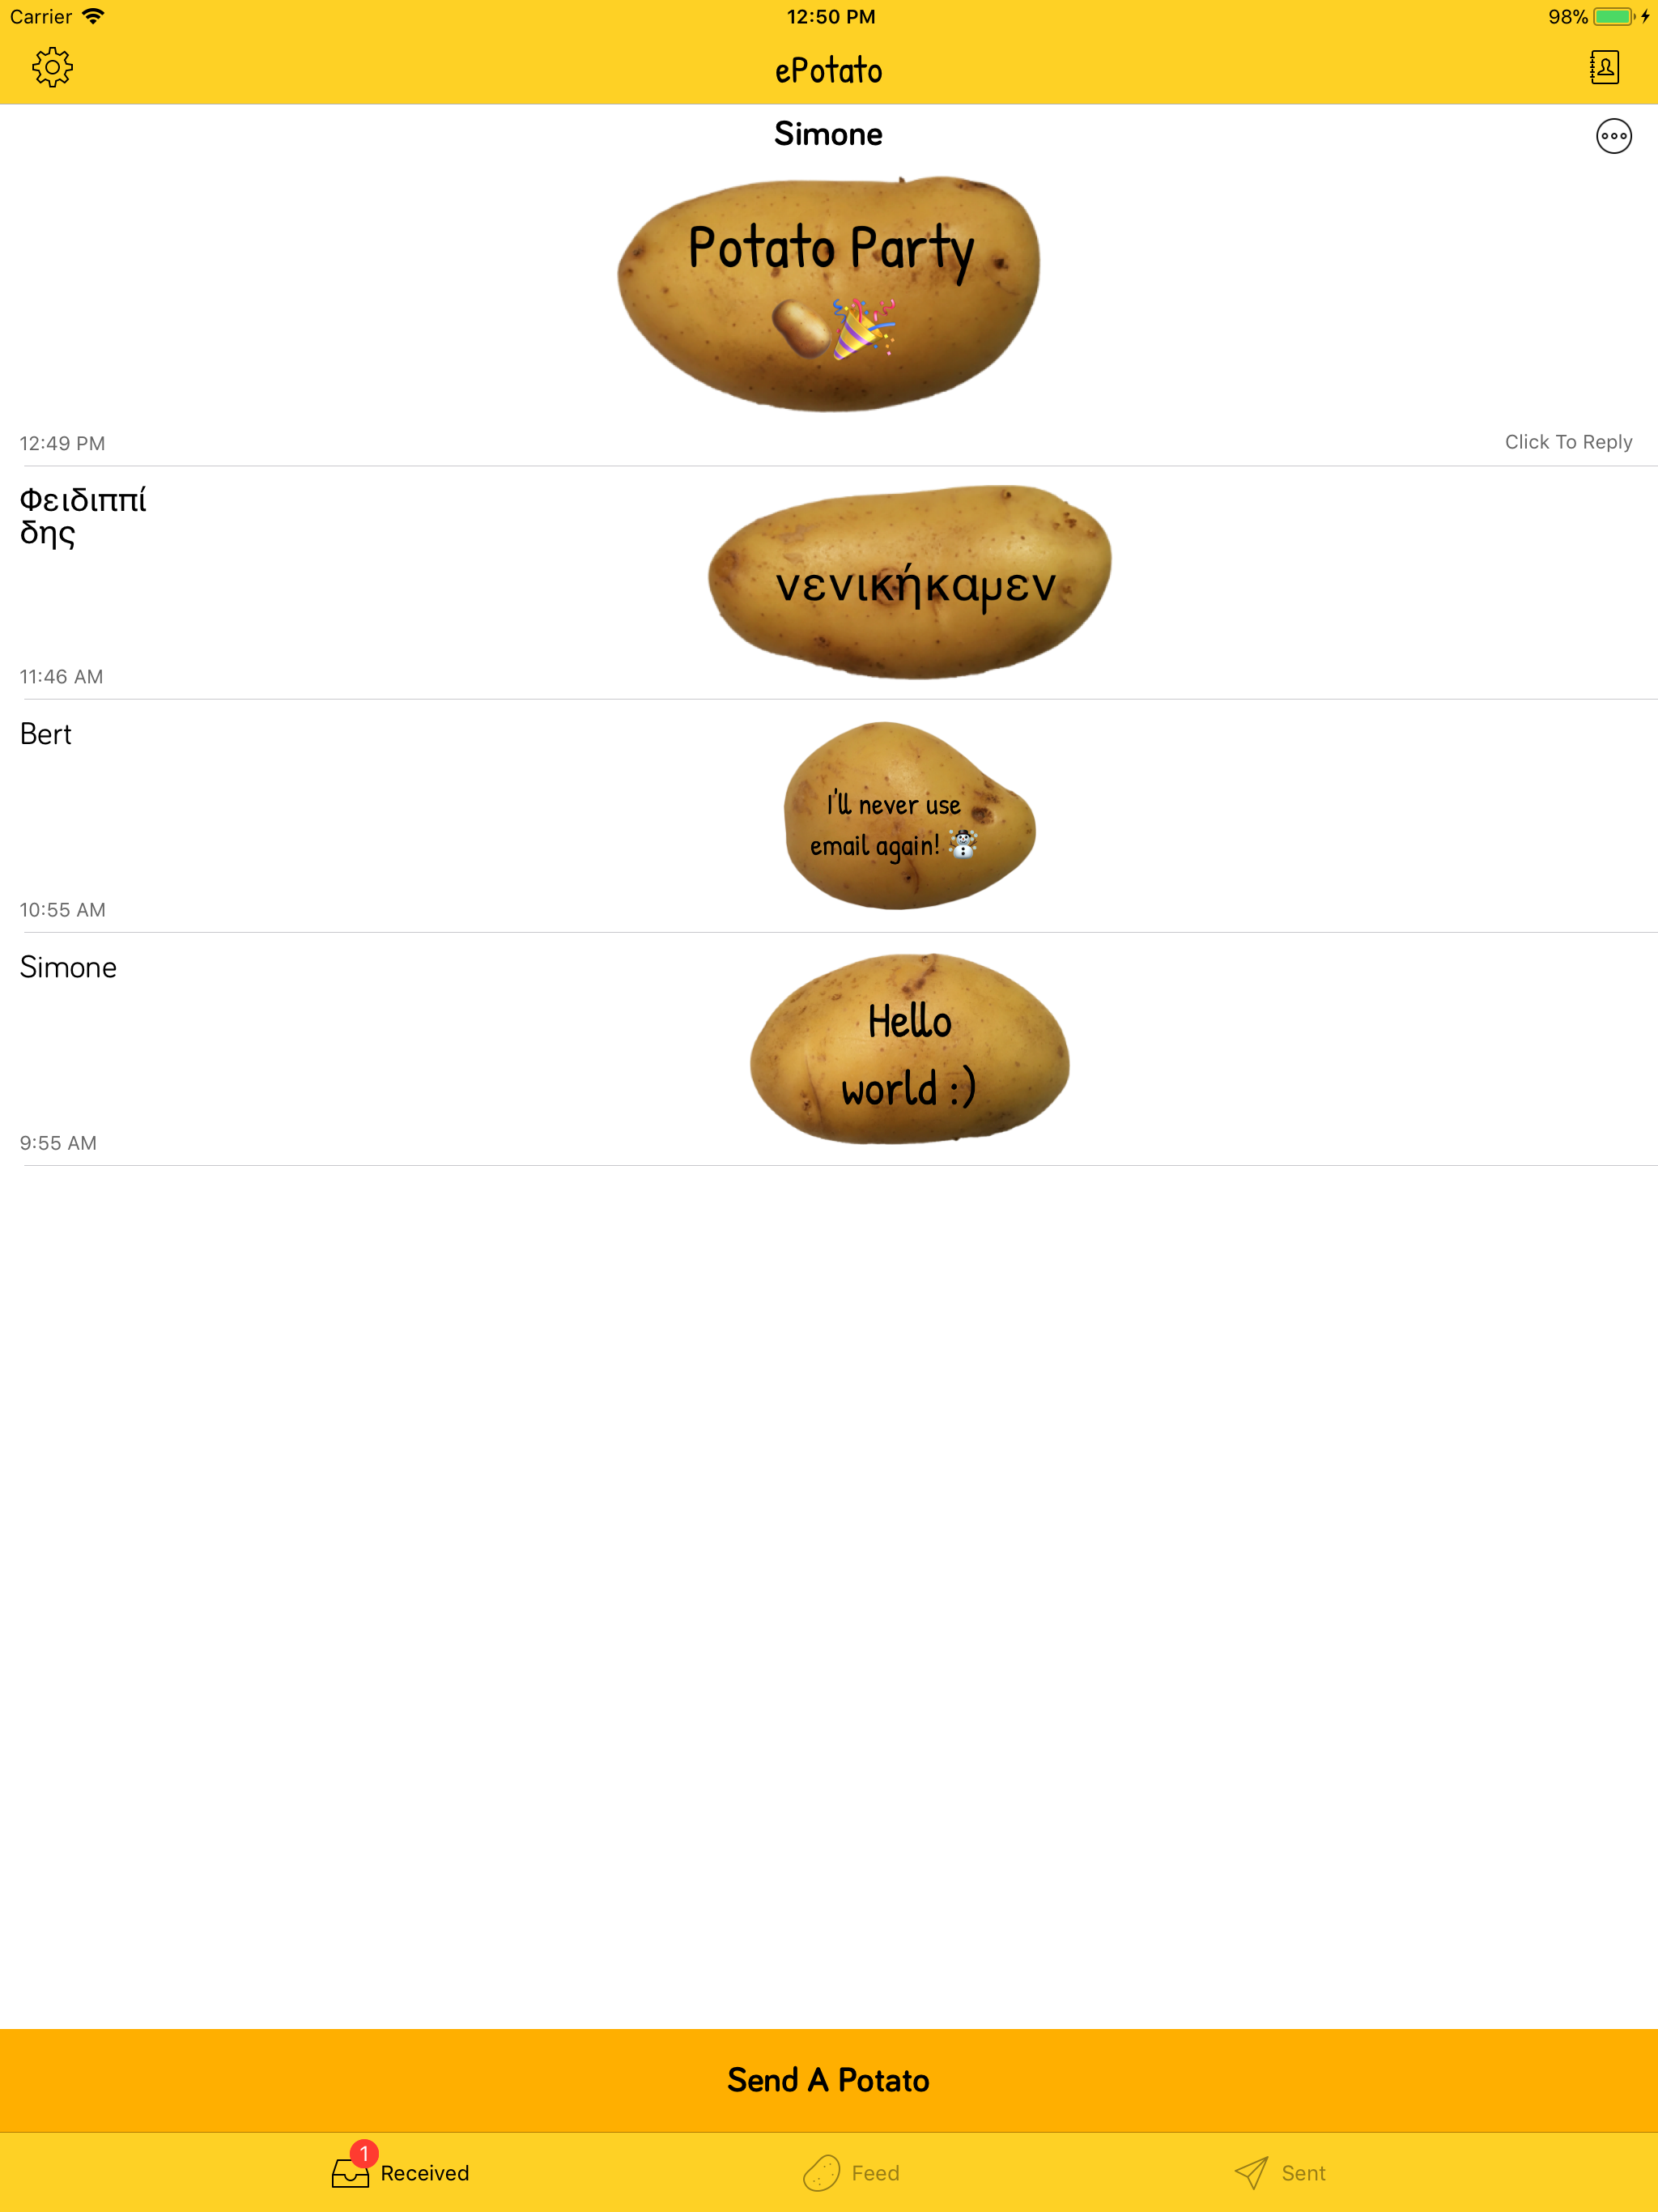 Carrier
12:50 PM
98%
ePotato
Simone
Potato Party
🥔🎉
12:49 PM
Click To Reply
Φειδιππί
δης
νενικήκαμεν
11:46 AM
Bert
I'll never use
email again! ☃️
10:55 AM
Simone
Hello
world :)
9:55 AM
Send A Potato
1
Received
Feed
Sent